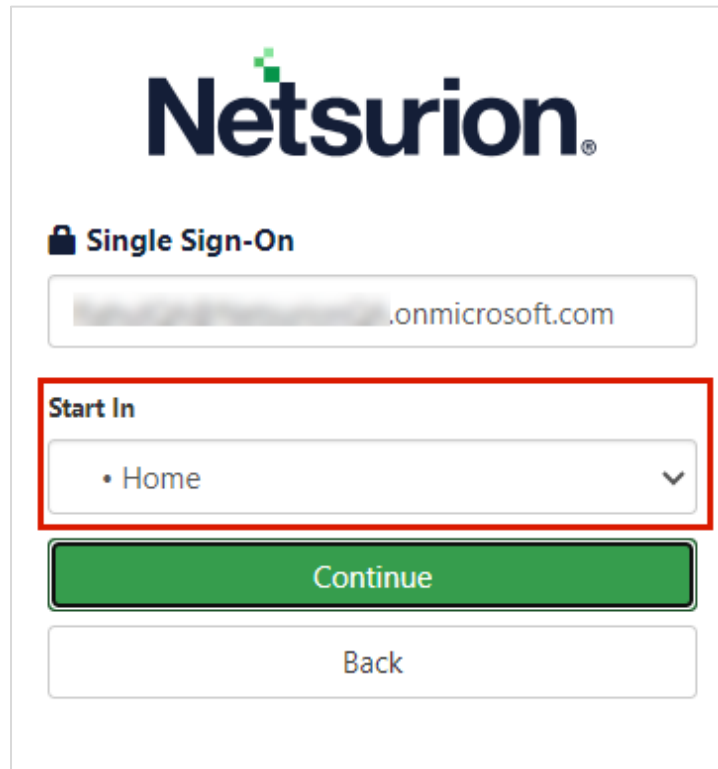 Netsurion®
Single Sign-On
.onmicrosoft.com
Start In
• Home
Continue
Back